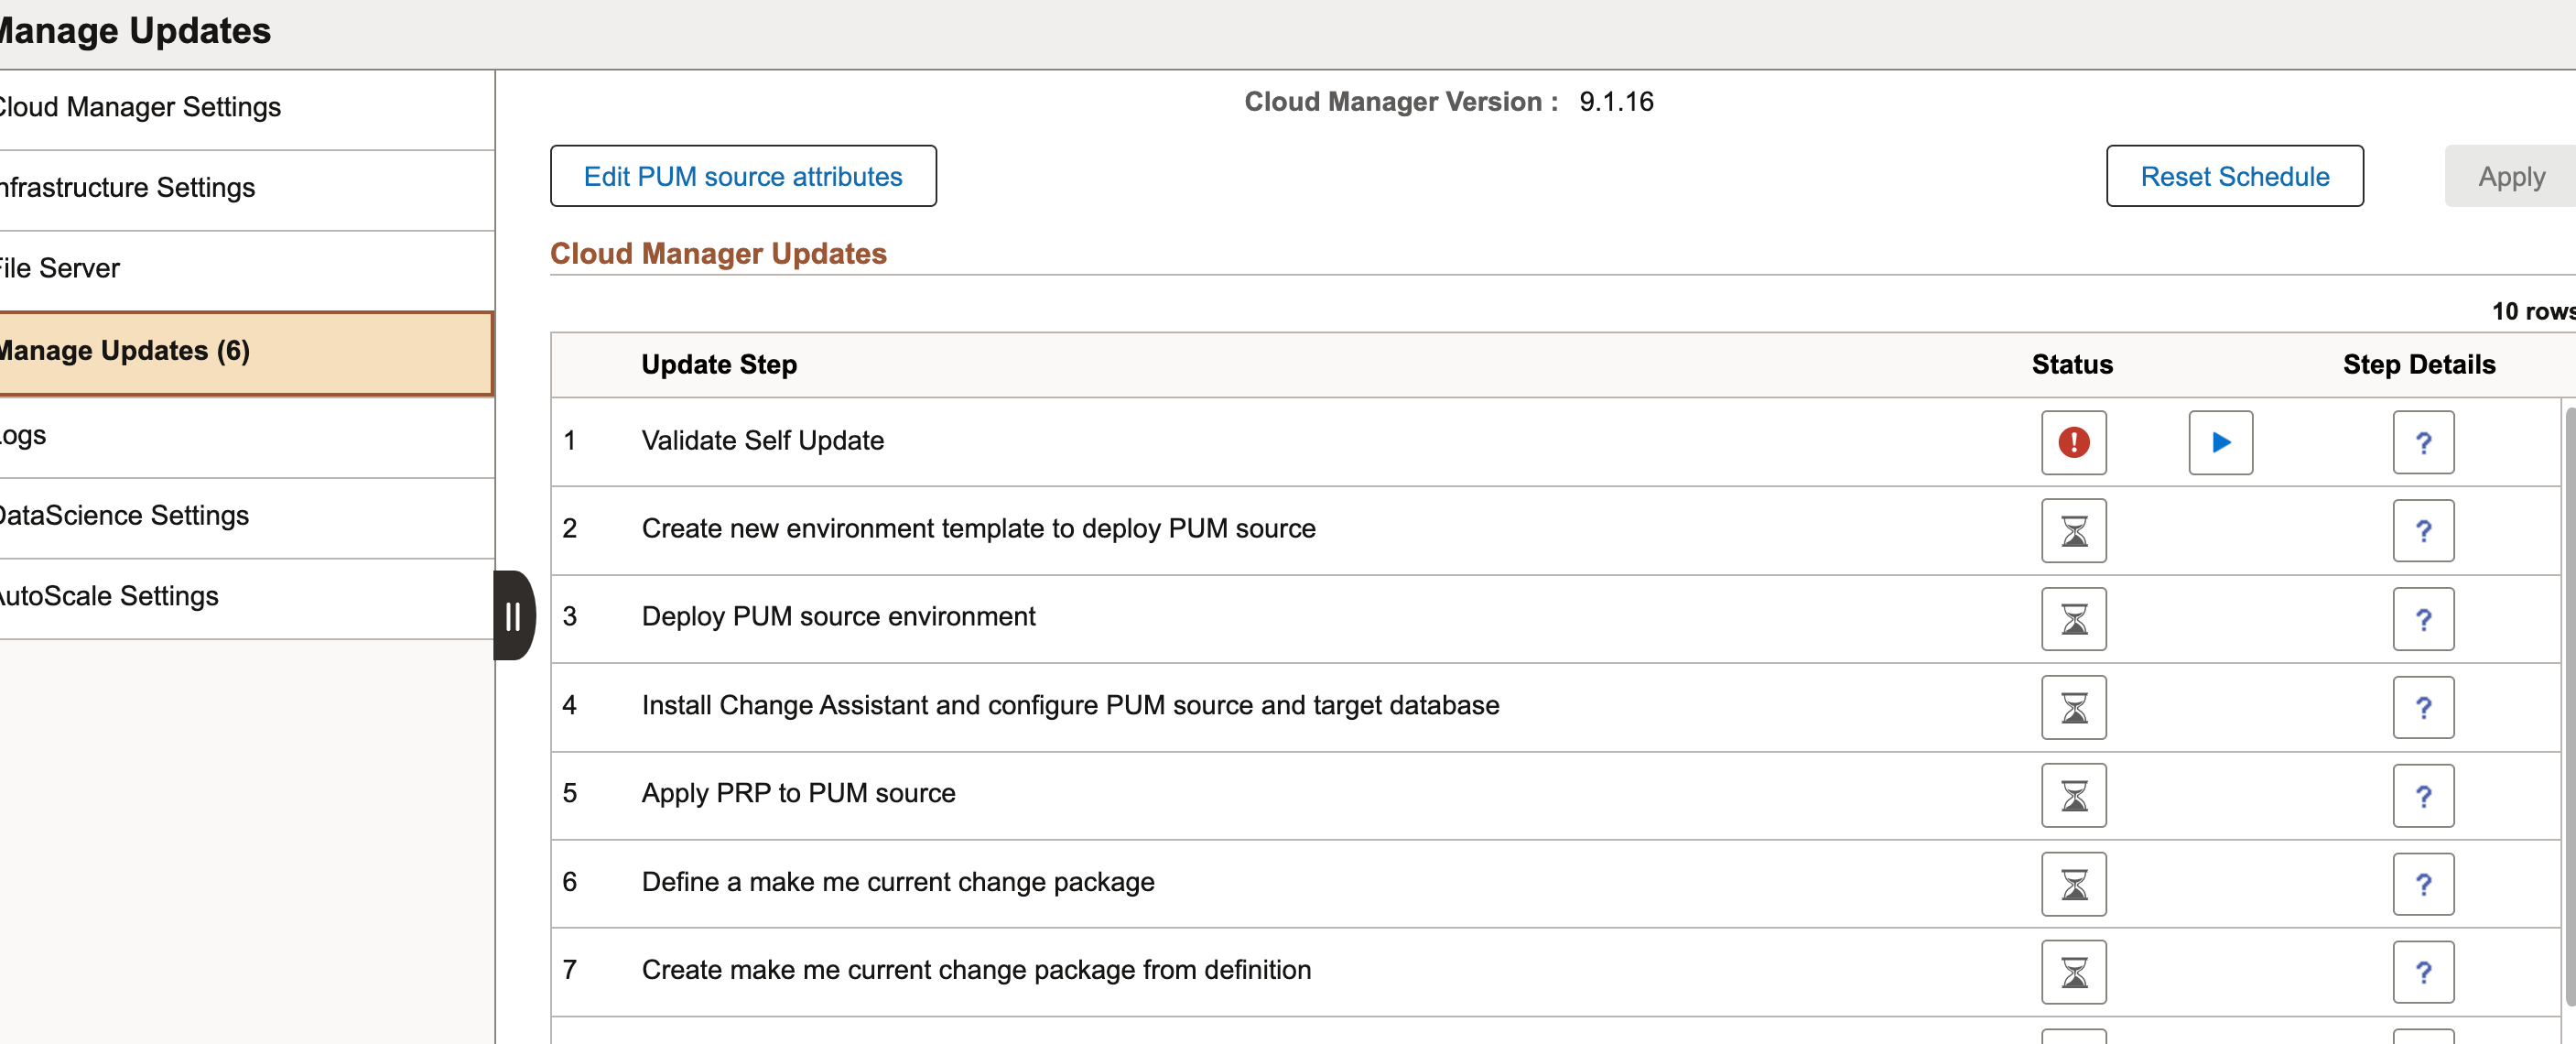 Manage Updates
Cloud Manager Settings
Infrastructure Settings
File Server
Manage Updates (6)
Logs
DataScience Settings
AutoScale Settings
Cloud Manager Version : 9.1.16
Edit PUM source attributes
Reset Schedule
Apply
Cloud Manager Updates
10 rows
Update Step Status Step Details
1 Validate Self Update ! ?
2 Create new environment template to deploy PUM source ?
3 Deploy PUM source environment ?
4 Install Change Assistant and configure PUM source and target database ?
5 Apply PRP to PUM source ?
6 Define a make me current change package ?
7 Create make me current change package from definition ?